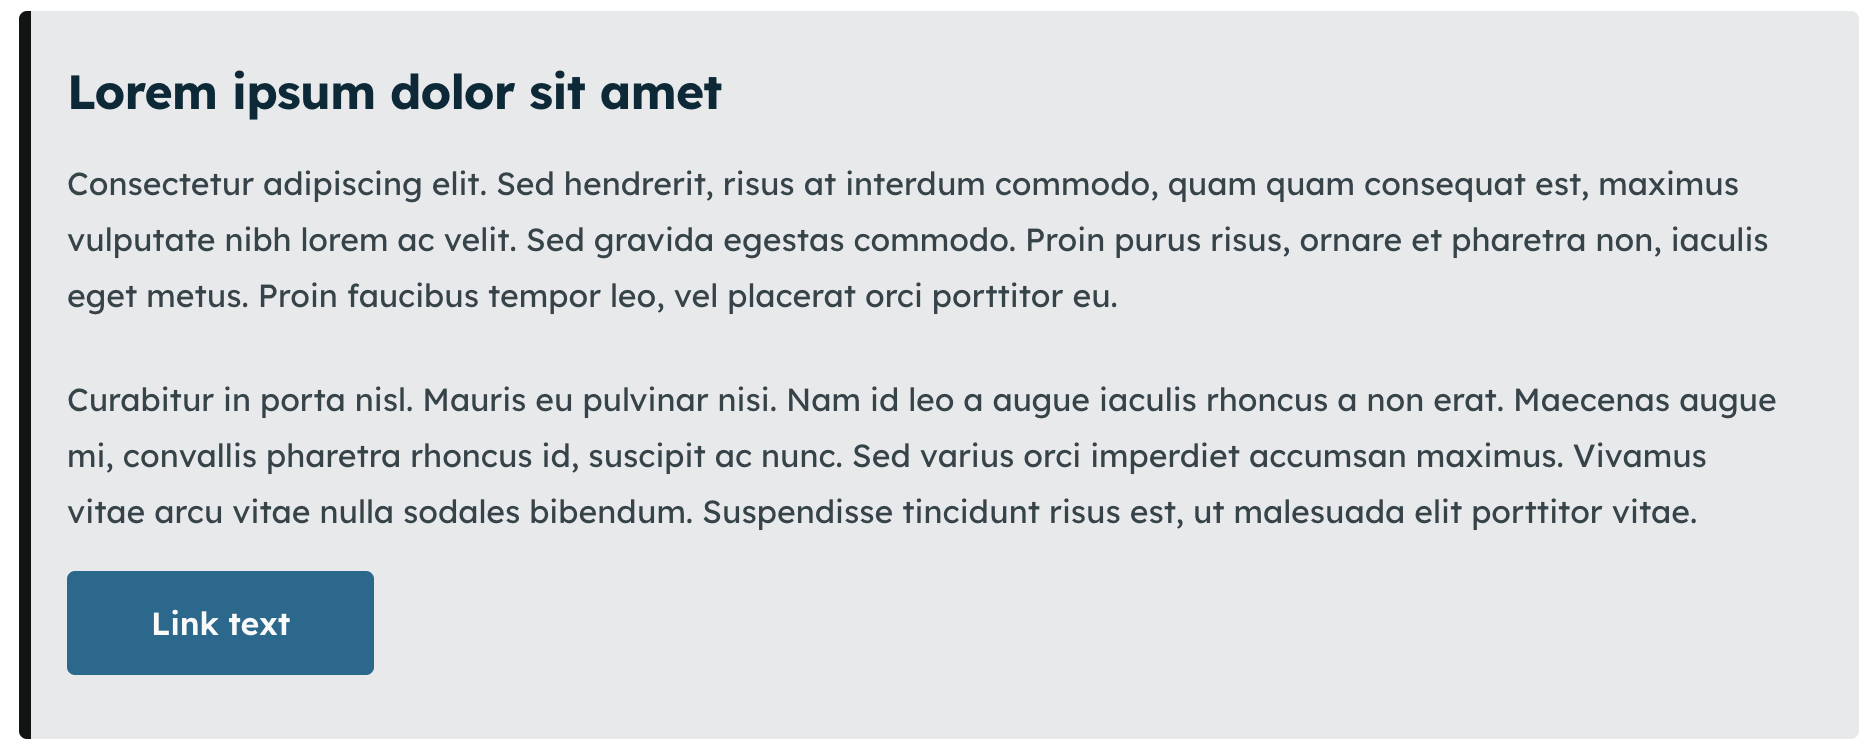 Lorem ipsum dolor sit amet
Consectetur adipiscing elit. Sed hendrerit, risus at interdum commodo, quam quam consequat est, maximus
vulputate nibh lorem ac velit. Sed gravida egestas commodo. Proin purus risus, ornare et pharetra non, iaculis
eget metus. Proin faucibus tempor leo, vel placerat orci porttitor eu.
Curabitur in porta nisl. Mauris eu pulvinar nisi. Nam id leo a augue iaculis rhoncus a non erat. Maecenas augue
mi, convallis pharetra rhoncus id, suscipit ac nunc. Sed varius orci imperdiet accumsan maximus. Vivamus
vitae arcu vitae nulla sodales bibendum. Suspendisse tincidunt risus est, ut malesuada elit porttitor vitae.
Link text